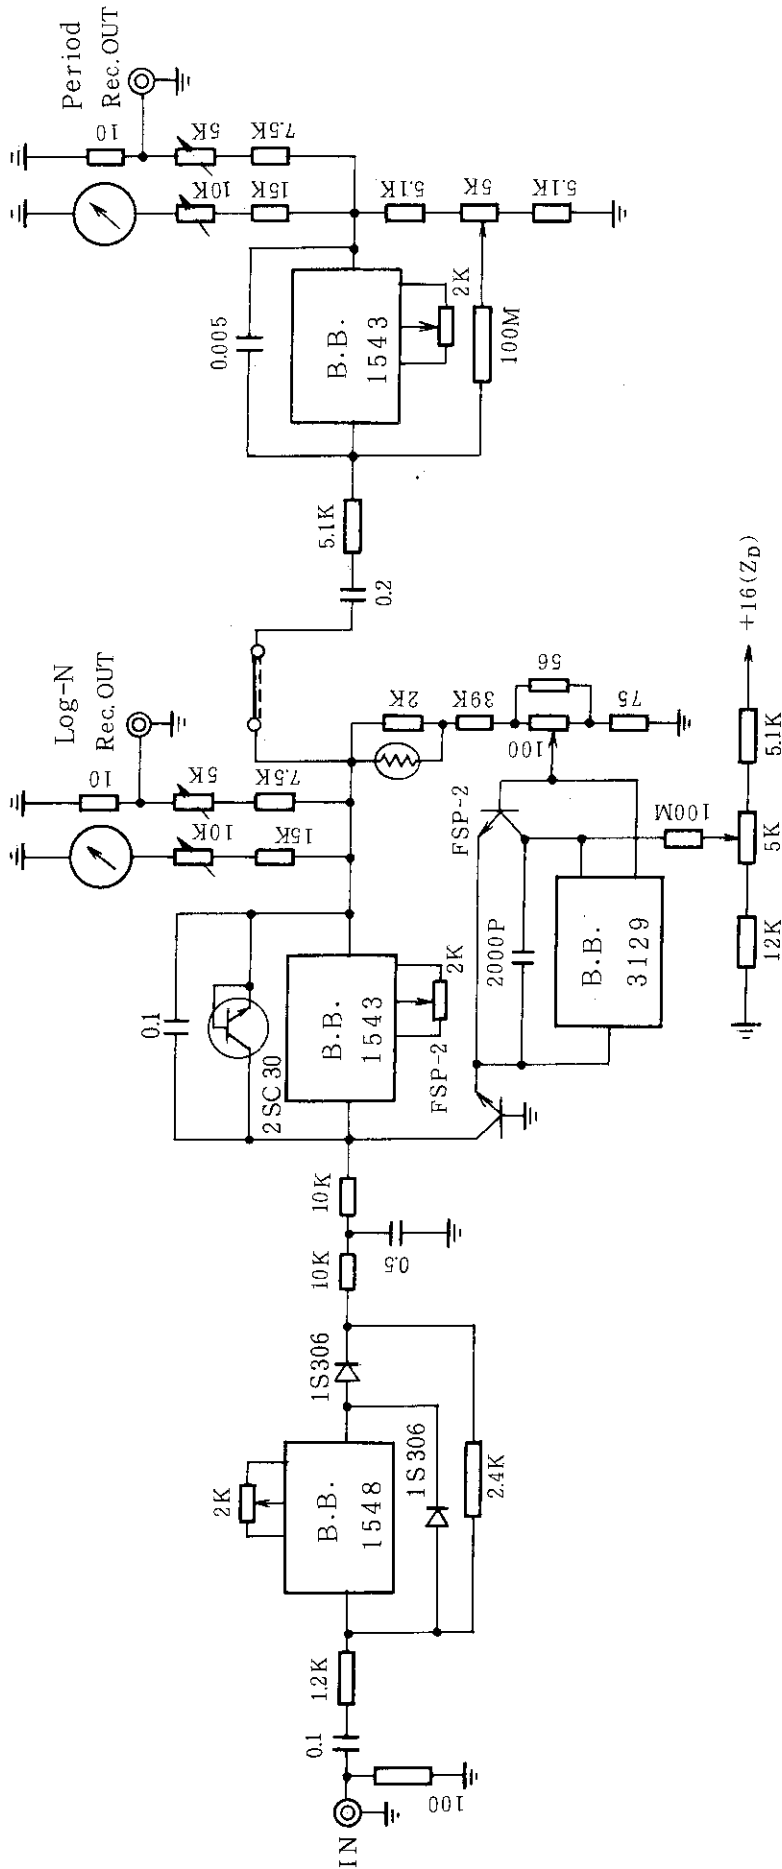 IN
100
0.1
1.2K
2K
B.B.
1548
1S306
1S306
2.4K
10K
0.5
10K
0.1
2SC30
B.B.
1543
2K
FSP-2
10K
15K
10
5K
7.5K
Log-N
Rec.OUT
2K
39K
100
56
75
FSP-2
2000P
B.B.
3129
100M
12K
5K
5.1K
+16(ZD)
0.2
5.1K
0.005
B.B.
1543
2K
100M
10K
15K
10
5K
7.5K
Period
Rec.OUT
5.1K
5K
5.1K